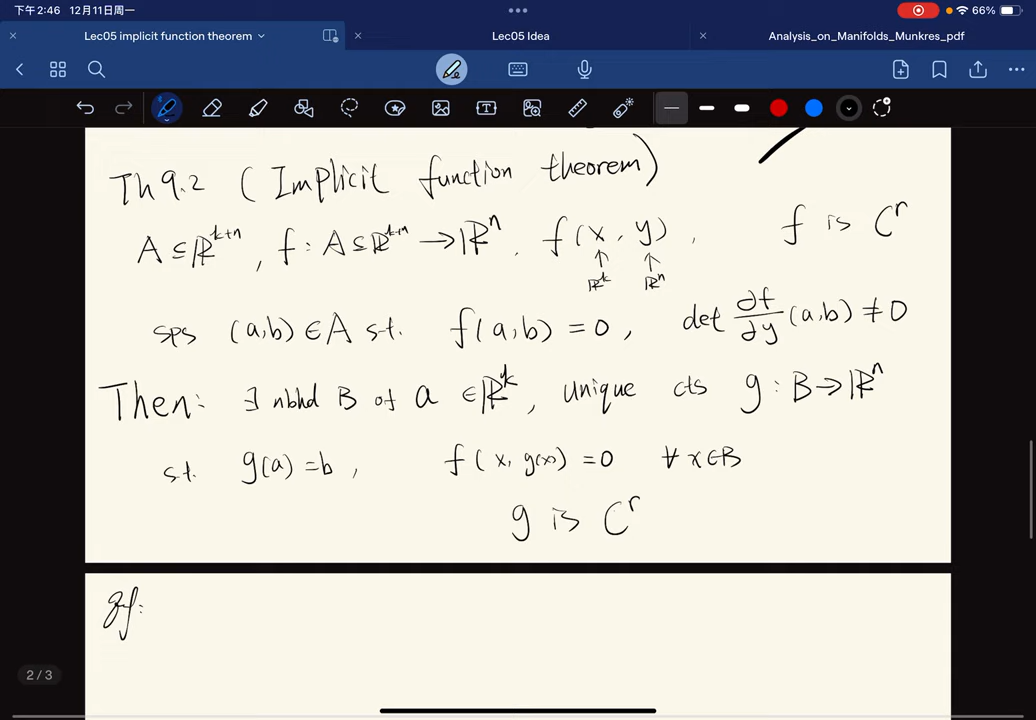 下午2:46 12月11日周一
66%
Lec05 implicit function theorem
Lec05 Idea
Analysis_on_Manifolds_Munkres_pdf
Th 9.2 ( Implicit function theorem)
A ⊆ ℝ^{k+n}, f : A ⊆ ℝ^{k+n} → ℝ^n. f(x, y), f is C^r
↑ ↑
ℝ^k ℝ^n
sps (a,b) ∈ A st. f(a,b) = 0, det ∂f/∂y (a,b) ≠ 0
Then: ∃ nbhd B of a ∈ ℝ^k, unique cts g : B → ℝ^n
st. g(a) = b, f(x, g(x)) = 0 ∀ x ∈ B
g is C^r
pf:
2 / 3